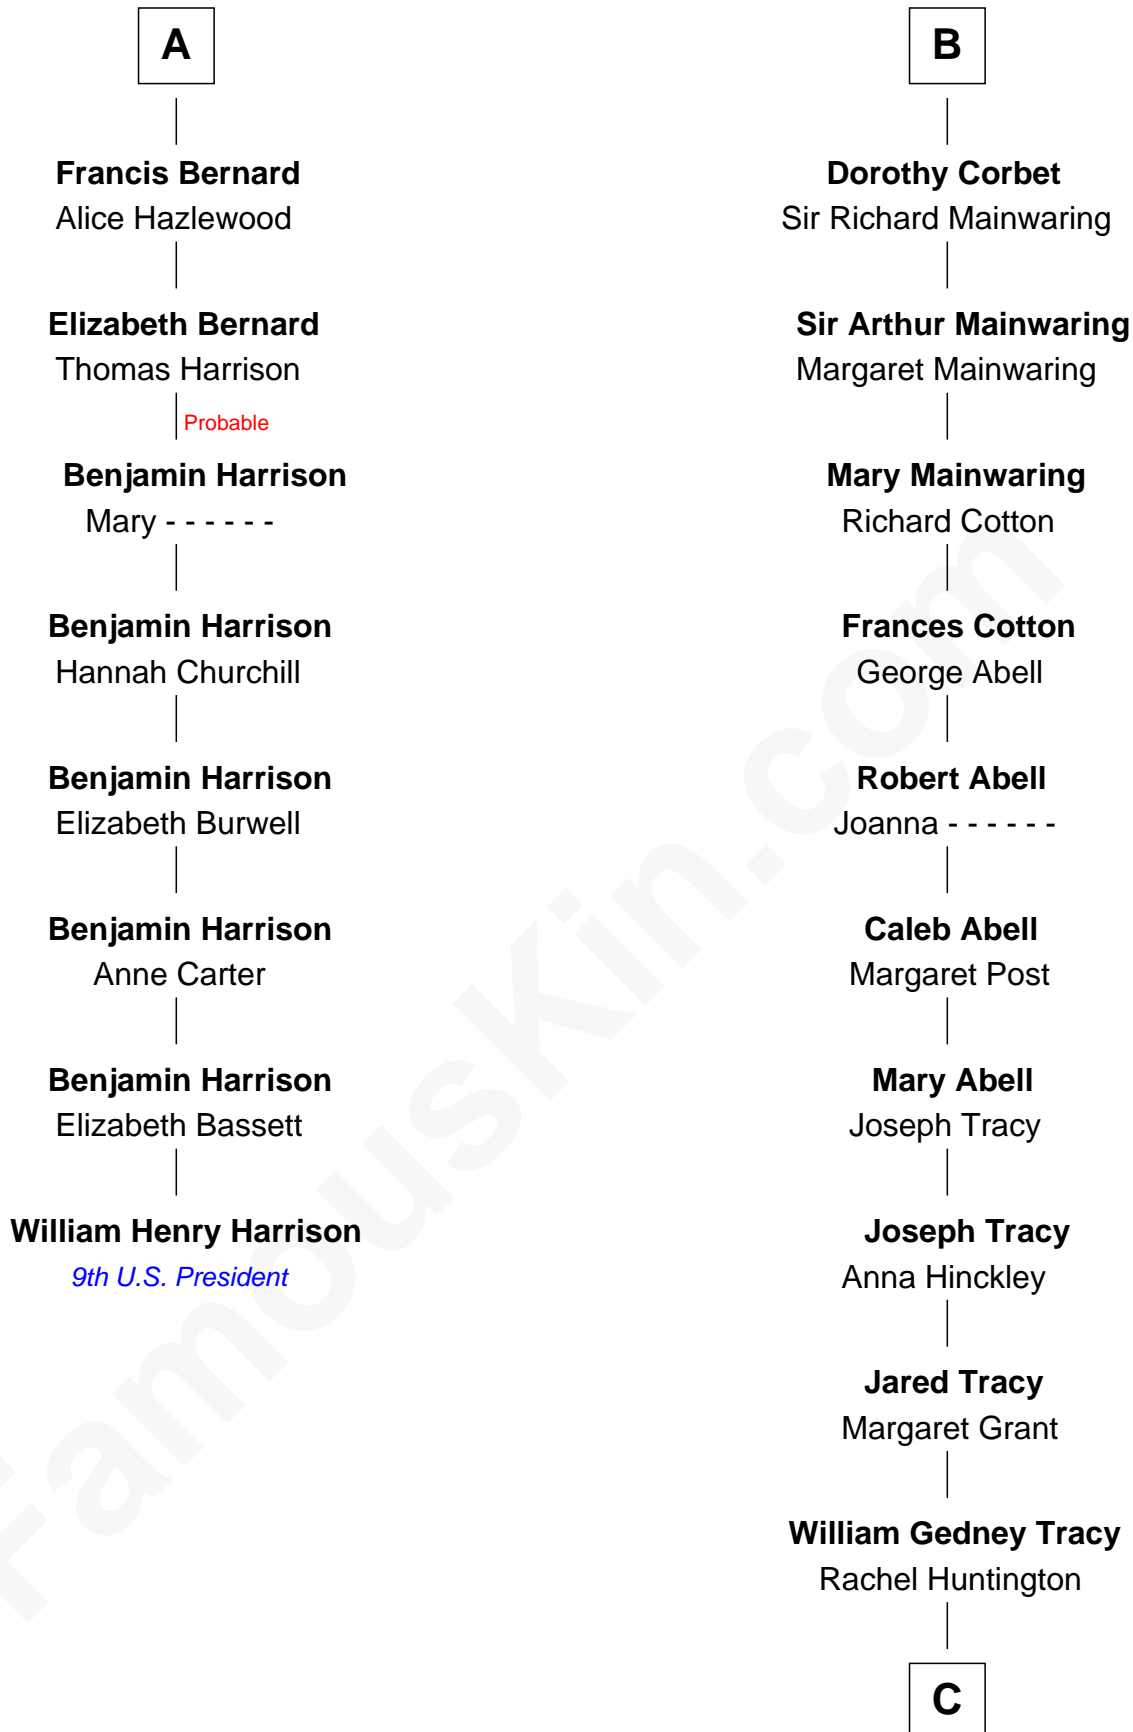 A
Francis Bernard
Alice Hazlewood
Elizabeth Bernard
Thomas Harrison
Probable
Benjamin Harrison
Mary - - - - - -
Benjamin Harrison
Hannah Churchill
Benjamin Harrison
Elizabeth Burwell
Benjamin Harrison
Anne Carter
Benjamin Harrison
Elizabeth Bassett
William Henry Harrison
9th U.S. President
B
Dorothy Corbet
Sir Richard Mainwaring
Sir Arthur Mainwaring
Margaret Mainwaring
Mary Mainwaring
Richard Cotton
Frances Cotton
George Abell
Robert Abell
Joanna - - - - - -
Caleb Abell
Margaret Post
Mary Abell
Joseph Tracy
Joseph Tracy
Anna Hinckley
Jared Tracy
Margaret Grant
William Gedney Tracy
Rachel Huntington
C
FamousKin.com